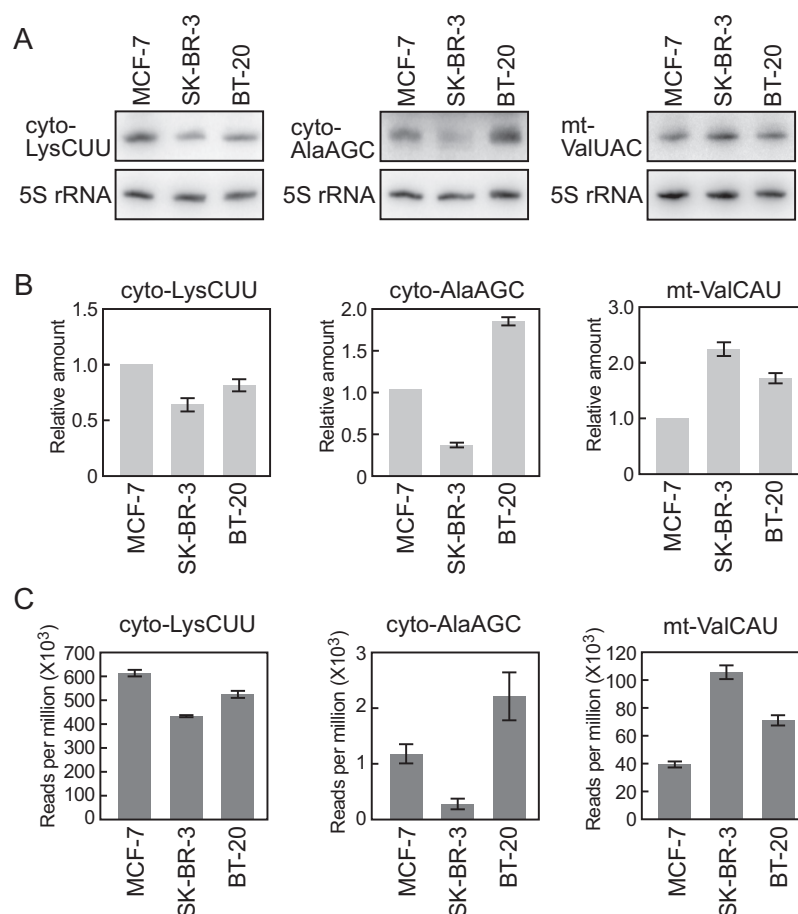 A
MCF-7
SK-BR-3
BT-20
cyto-
LysCUU
5S rRNA
MCF-7
SK-BR-3
BT-20
cyto-
AlaAGC
5S rRNA
MCF-7
SK-BR-3
BT-20
mt-
ValUAC
5S rRNA
B
cyto-LysCUU
Relative amount
1.5
1.0
0.5
0
MCF-7
SK-BR-3
BT-20
cyto-AlaAGC
Relative amount
2.0
1.5
1.0
0.5
0
MCF-7
SK-BR-3
BT-20
mt-ValCAU
Relative amount
3.0
2.0
1.0
0
MCF-7
SK-BR-3
BT-20
C
cyto-LysCUU
Reads per million (X10³)
700
600
500
400
300
200
100
0
MCF-7
SK-BR-3
BT-20
cyto-AlaAGC
Reads per million (X10³)
3
2
1
0
MCF-7
SK-BR-3
BT-20
mt-ValCAU
Reads per million (X10³)
120
100
80
60
40
20
0
MCF-7
SK-BR-3
BT-20